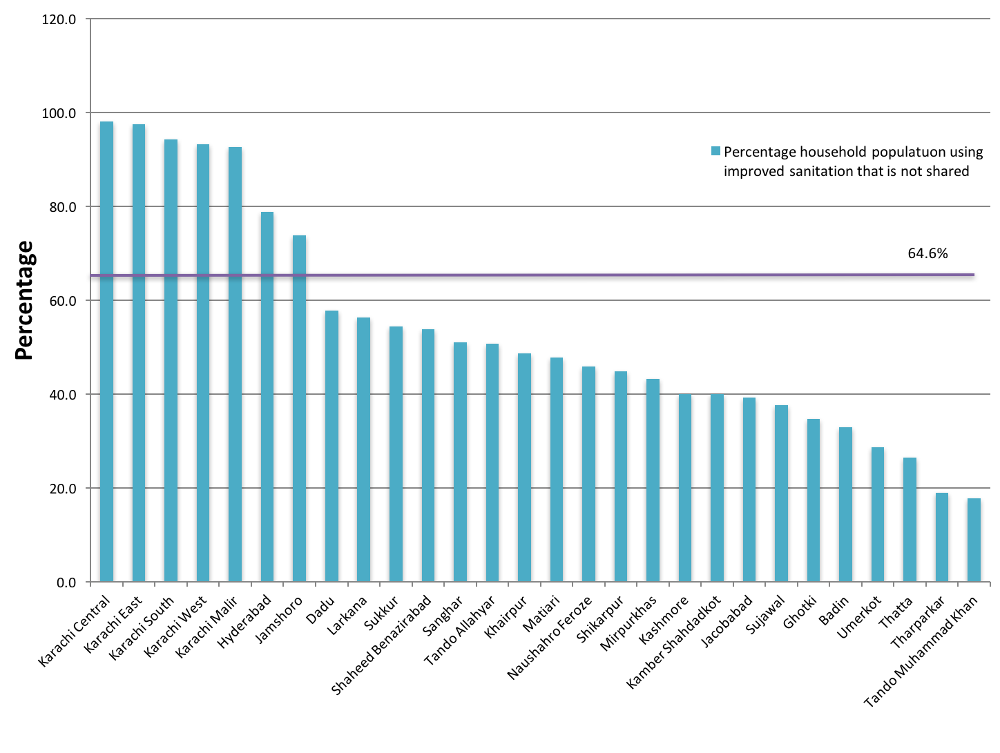 120.0
100.0
80.0
60.0
40.0
20.0
0.0
Percentage
Percentage household populatuon using
improved sanitation that is not shared
64.6%
Karachi Central
Karachi East
Karachi South
Karachi West
Karachi Malir
Hyderabad
Jamshoro
Dadu
Larkana
Sukkur
Shaheed Benazirabad
Sanghar
Tando Allahyar
Khairpur
Matiari
Naushahro Feroze
Shikarpur
Mirpurkhas
Kashmore
Kamber Shahdadkot
Jacobabad
Sujawal
Ghotki
Badin
Umerkot
Thatta
Tharparkar
Tando Muhammad Khan